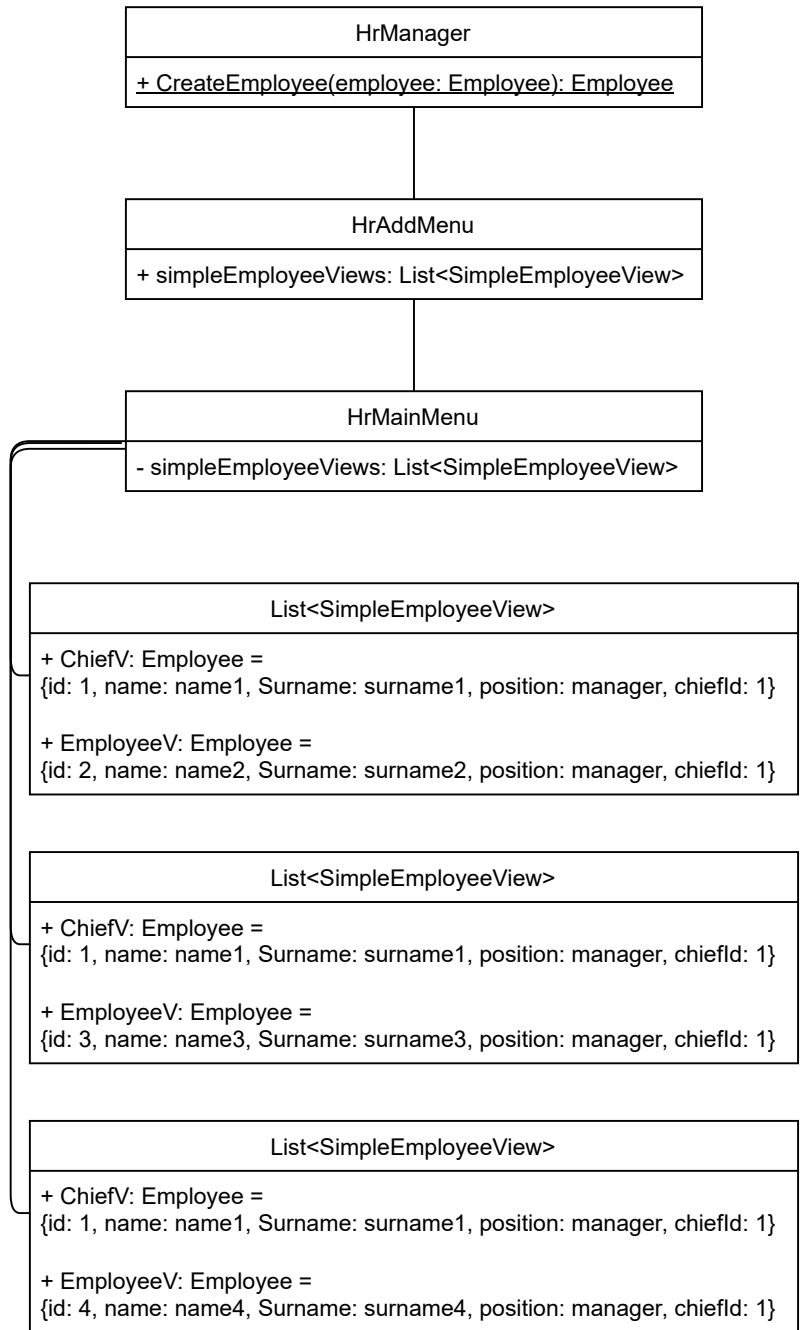 HrManager
+ CreateEmployee(employee: Employee): Employee
HrAddMenu
+ simpleEmployeeViews: List<SimpleEmployeeView>
HrMainMenu
- simpleEmployeeViews: List<SimpleEmployeeView>
List<SimpleEmployeeView>
+ ChiefV: Employee =
{id: 1, name: name1, Surname: surname1, position: manager, chiefId: 1}
+ EmployeeV: Employee =
{id: 2, name: name2, Surname: surname2, position: manager, chiefId: 1}
List<SimpleEmployeeView>
+ ChiefV: Employee =
{id: 1, name: name1, Surname: surname1, position: manager, chiefId: 1}
+ EmployeeV: Employee =
{id: 3, name: name3, Surname: surname3, position: manager, chiefId: 1}
List<SimpleEmployeeView>
+ ChiefV: Employee =
{id: 1, name: name1, Surname: surname1, position: manager, chiefId: 1}
+ EmployeeV: Employee =
{id: 4, name: name4, Surname: surname4, position: manager, chiefId: 1}